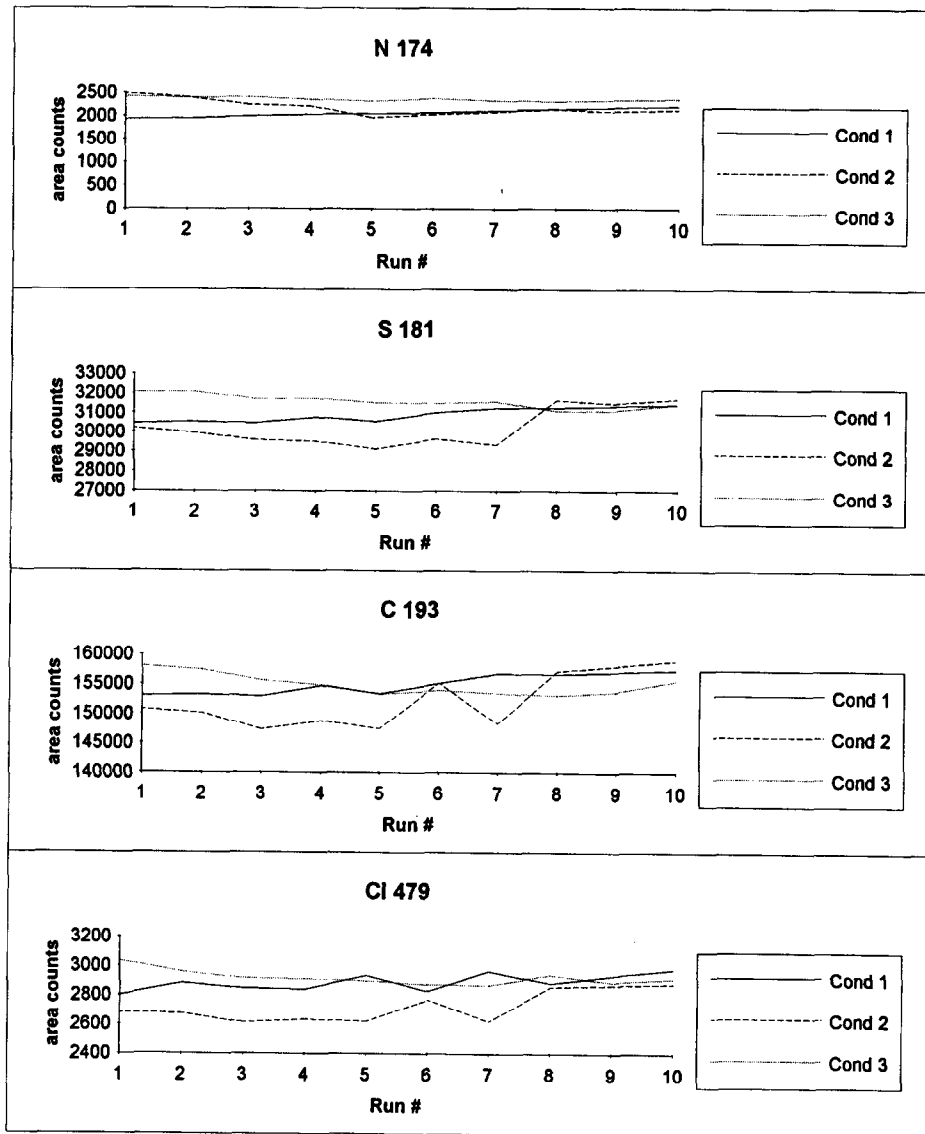 N 174
area counts
2500
2000
1500
1000
500
0
1 2 3 4 5 6 7 8 9 10
Run #
Cond 1
Cond 2
Cond 3
S 181
area counts
33000
32000
31000
30000
29000
28000
27000
1 2 3 4 5 6 7 8 9 10
Run #
Cond 1
Cond 2
Cond 3
C 193
area counts
160000
155000
150000
145000
140000
1 2 3 4 5 6 7 8 9 10
Run #
Cond 1
Cond 2
Cond 3
Cl 479
area counts
3200
3000
2800
2600
2400
1 2 3 4 5 6 7 8 9 10
Run #
Cond 1
Cond 2
Cond 3